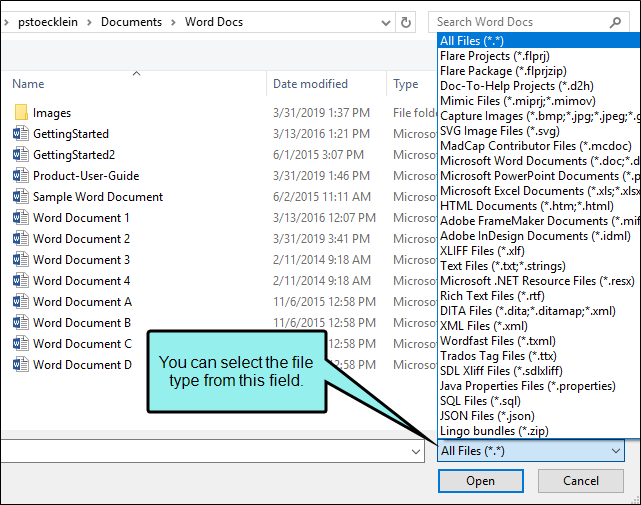 pstoecklein > Documents > Word Docs
Search Word Docs
Name Date modified Type
Images 3/31/2019 1:37 PM File folde
GettingStarted 3/13/2016 1:21 PM Microso
GettingStarted2 6/1/2015 3:07 PM Microso
Product-User-Guide 3/31/2019 1:46 PM Microso
Sample Word Document 6/2/2015 11:11 AM Microso
Word Document 1 3/13/2016 12:07 PM Microso
Word Document 2 3/31/2019 3:41 PM Microso
Word Document 3 2/11/2014 9:18 AM Microso
Word Document 4 2/11/2014 9:18 AM Microso
Word Document A 11/6/2015 12:58 PM Microso
Word Document B 11/6/2015 12:58 PM Microso
Word Document C 12:58 PM Microso
Word Document D 12:58 PM Microso
You can select the file
type from this field.
All Files (*.*)
Flare Projects (*.flprj)
Flare Package (*.flprjzip)
Doc-To-Help Projects (*.d2h)
Mimic Files (*.miprj;*.mimov)
Capture Images (*.bmp;*.jpg;*.jpeg;*.g
SVG Image Files (*.svg)
MadCap Contributor Files (*.mcdoc)
Microsoft Word Documents (*.doc;*.d
Microsoft PowerPoint Documents (*.p
Microsoft Excel Documents (*.xls;*.xlsx
HTML Documents (*.htm;*.html)
Adobe FrameMaker Documents (*.mif
Adobe InDesign Documents (*.idml)
XLIFF Files (*.xlf)
Text Files (*.txt;*.strings)
Microsoft .NET Resource Files (*.resx)
Rich Text Files (*.rtf)
DITA Files (*.dita;*.ditamap;*.xml)
XML Files (*.xml)
Wordfast Files (*.txml)
Trados Tag Files (*.ttx)
SDL Xliff Files (*.sdlxliff)
Java Properties Files (*.properties)
SQL Files (*.sql)
JSON Files (*.json)
Lingo bundles (*.zip)
All Files (*.*)
Open Cancel